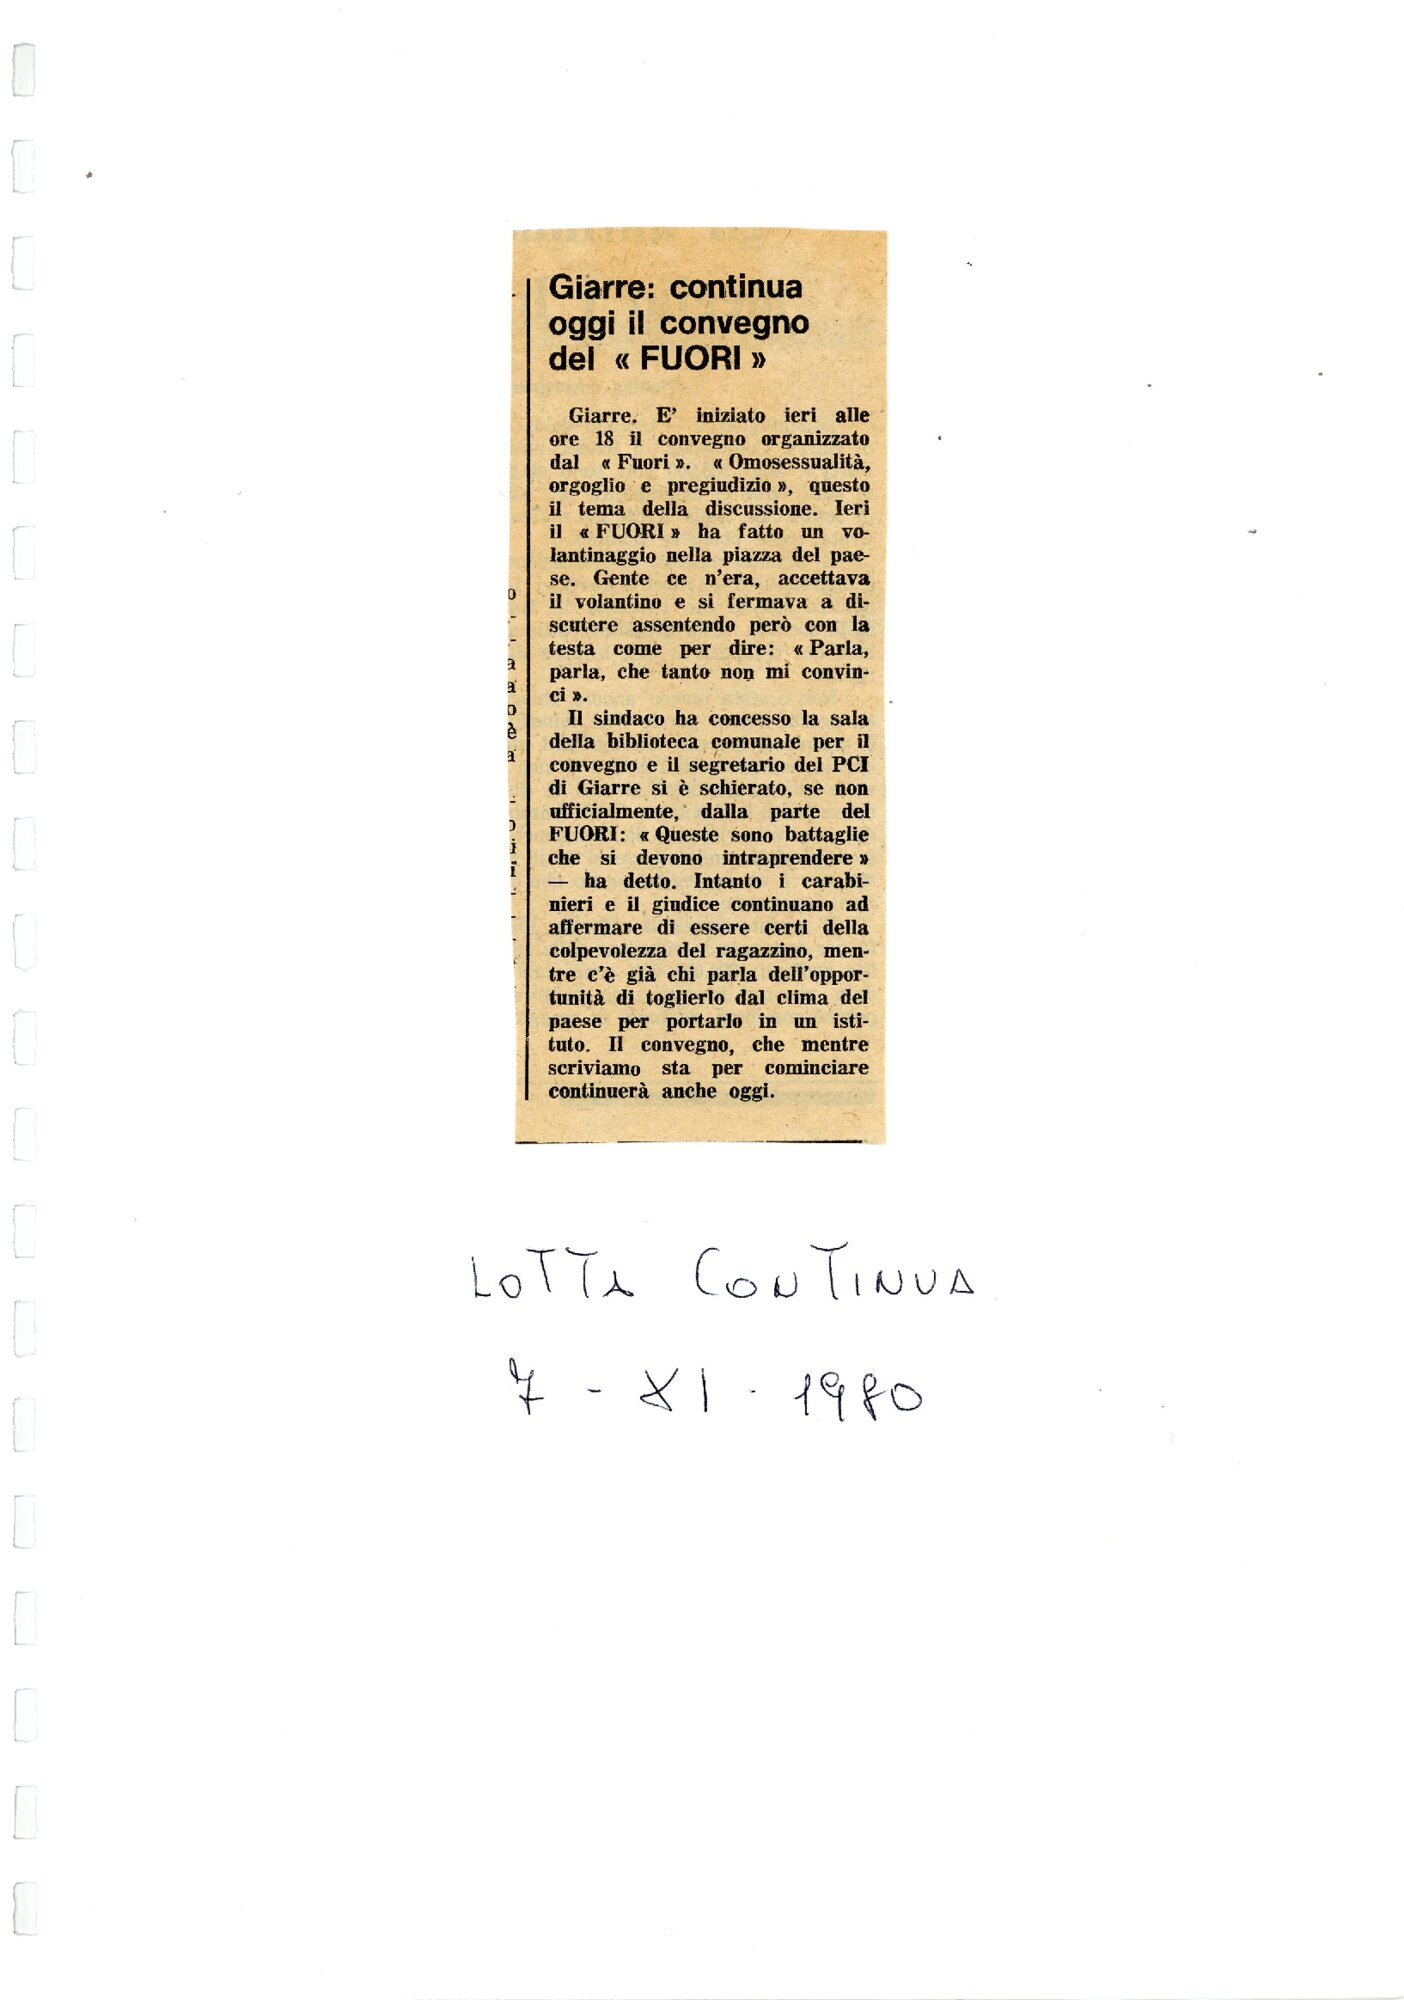 Giarre: continua
oggi il convegno
del « FUORI »
Giarre. E' iniziato ieri alle
ore 18 il convegno organizzato
dal « Fuori ». « Omosessualità,
orgoglio e pregiudizio », questo
il tema della discussione. Ieri
il « FUORI » ha fatto un vo-
lantinaggio nella piazza del pae-
se. Gente ce n'era, accettava
il volantino e si fermava a di-
scutere assentendo però con la
testa come per dire: « Parla,
parla, che tanto non mi convin-
ci ».
Il sindaco ha concesso la sala
della biblioteca comunale per il
convegno e il segretario del PCI
di Giarre si è schierato, se non
ufficialmente, dalla parte del
FUORI: « Queste sono battaglie
che si devono intraprendere »
— ha detto. Intanto i carabi-
nieri e il giudice continuano ad
affermare di essere certi della
colpevolezza del ragazzino, men-
tre c'è già chi parla dell'oppor-
tunità di toglierlo dal clima del
paese per portarlo in un isti-
tuto. Il convegno, che mentre
scriviamo sta per cominciare
continuerà anche oggi.
LOTTA CONTINUA
7 - XI - 1980